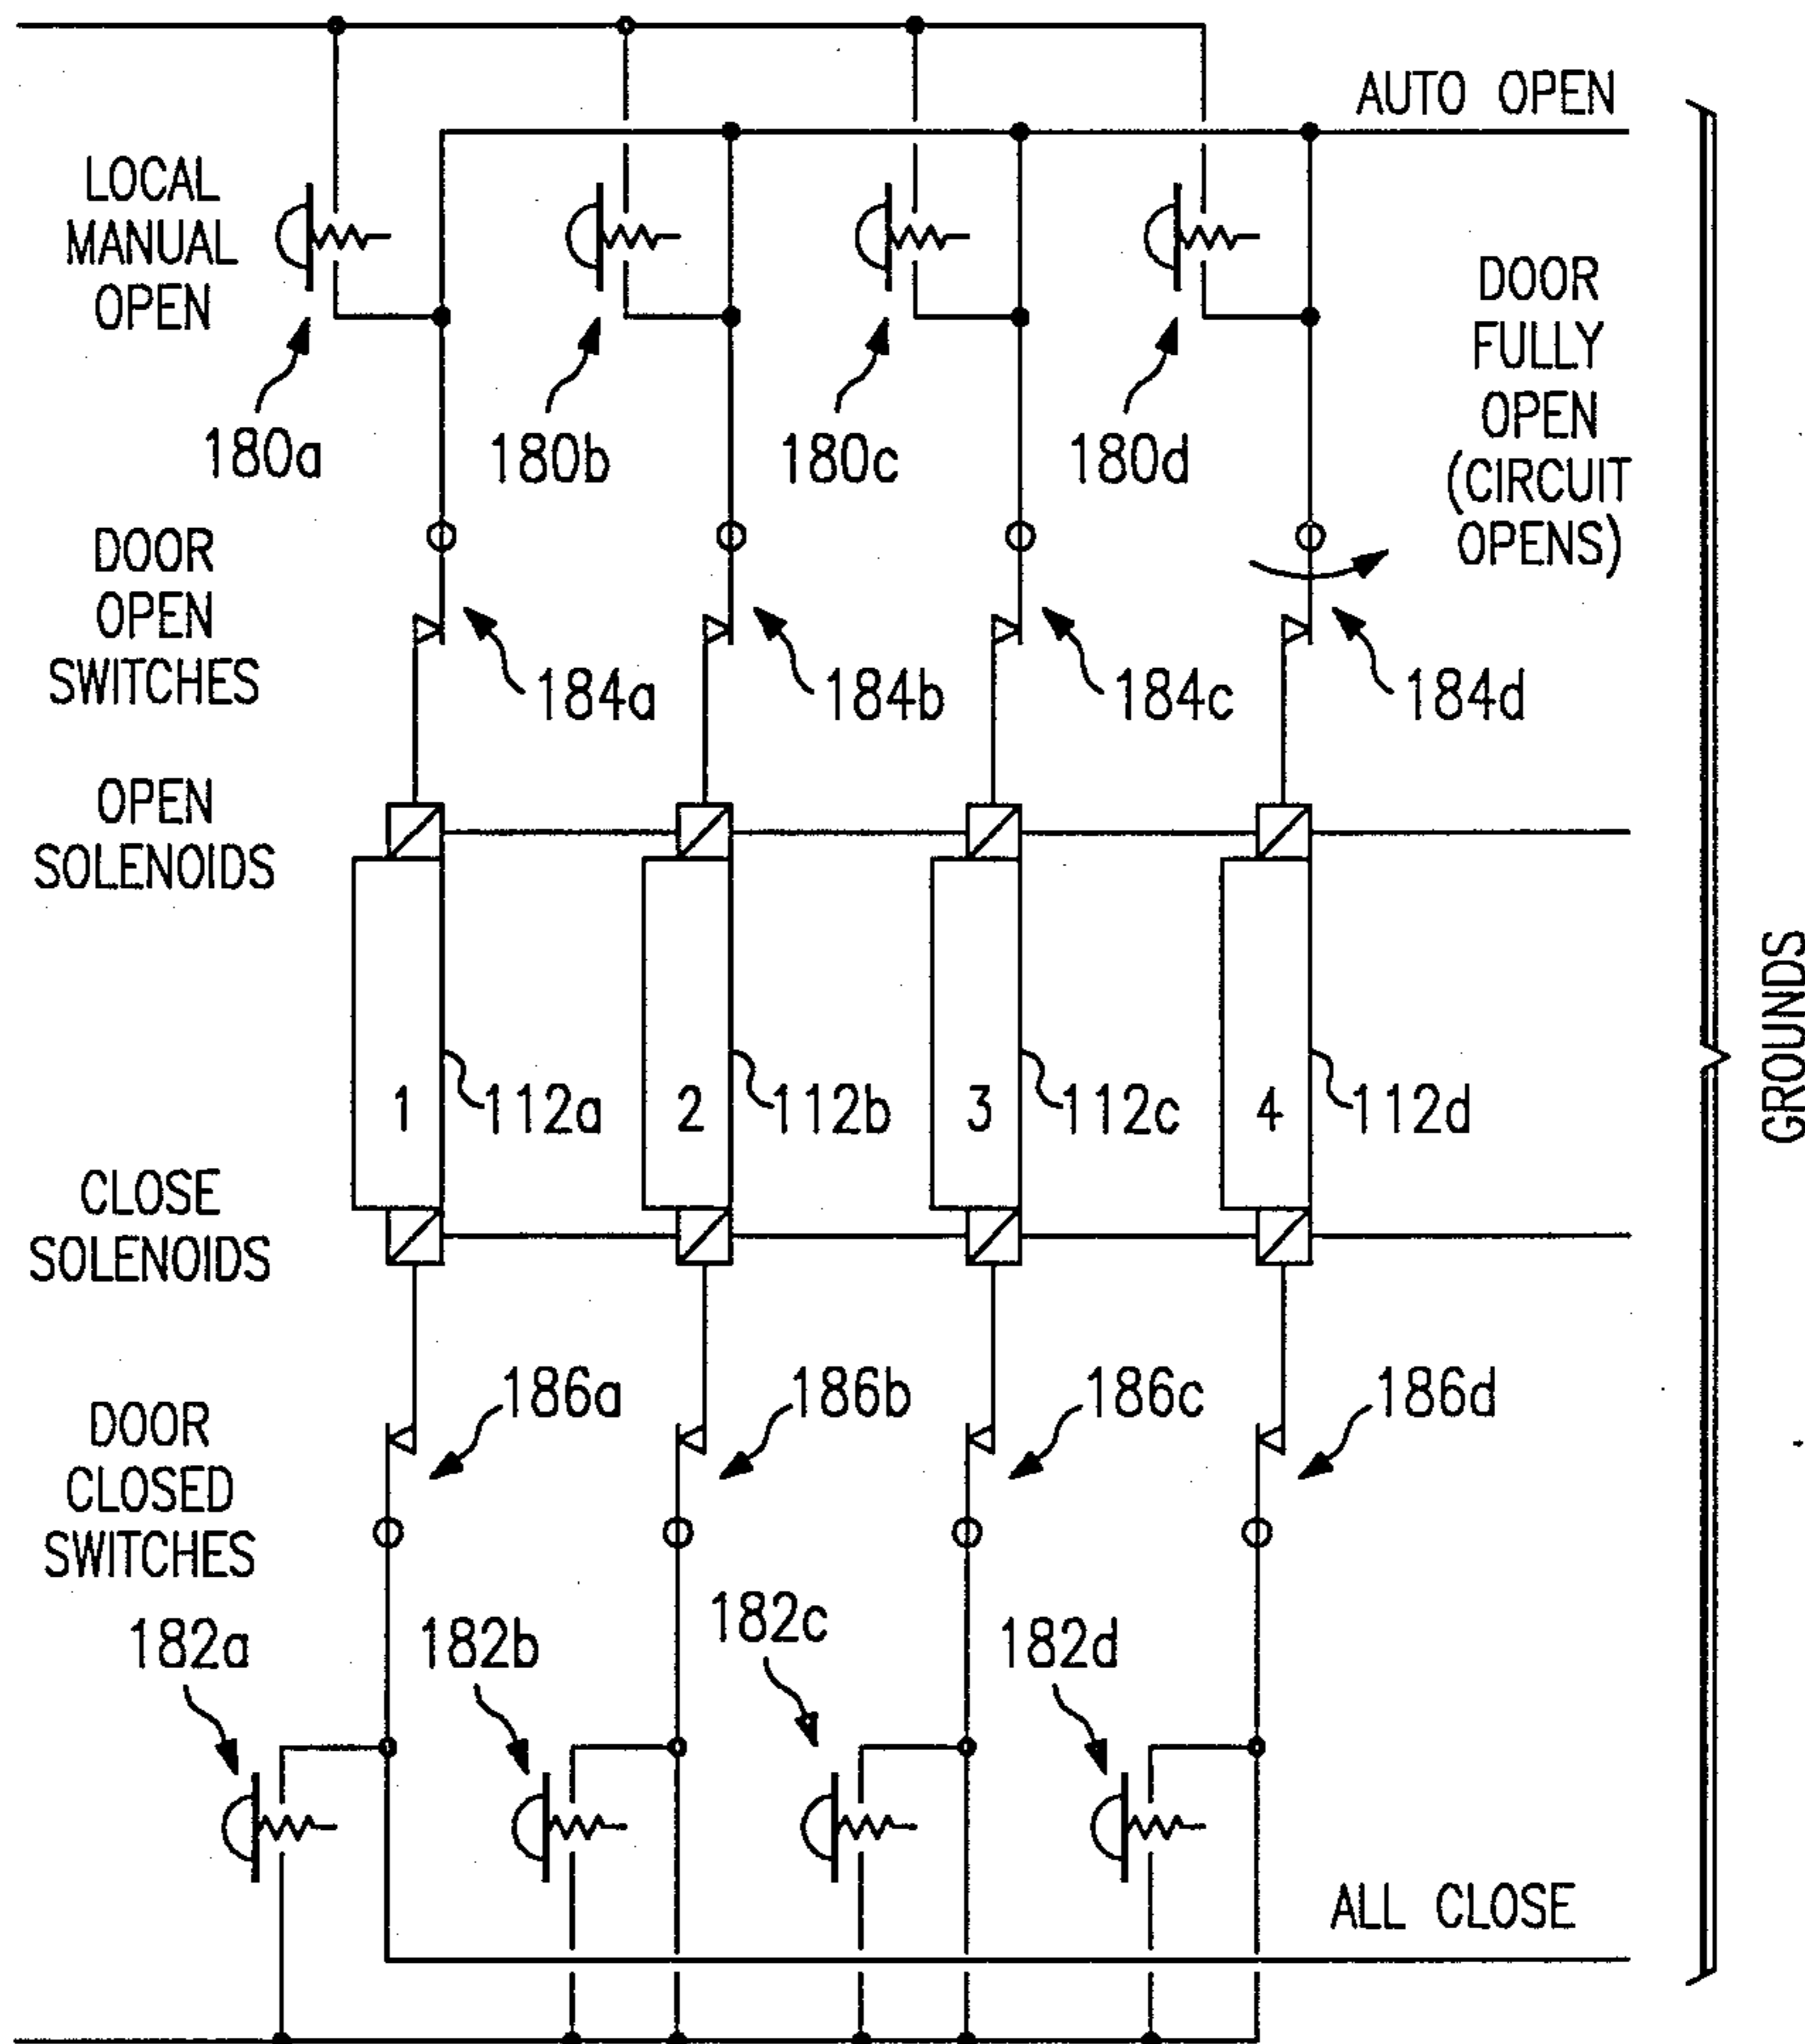 AUTO OPEN
LOCAL
MANUAL
OPEN
DOOR
FULLY
OPEN
(CIRCUIT
OPENS)
180a
180b
180c
180d
DOOR
OPEN
SWITCHES
184a
184b
184c
184d
OPEN
SOLENOIDS
GROUNDS
1
112a
2
112b
3
112c
4
112d
CLOSE
SOLENOIDS
186a
186b
186c
186d
DOOR
CLOSED
SWITCHES
182a
182b
182c
182d
ALL CLOSE